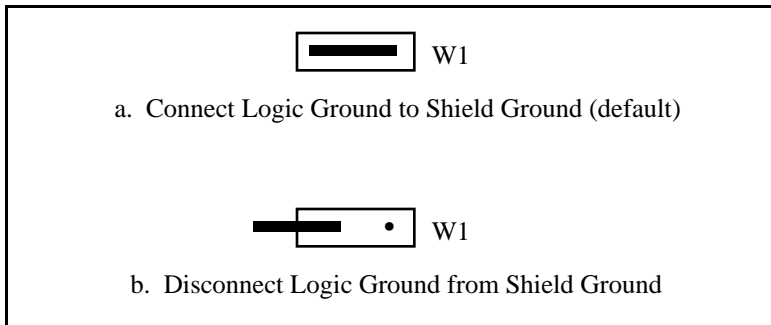 W1
a. Connect Logic Ground to Shield Ground (default)
W1
b. Disconnect Logic Ground from Shield Ground